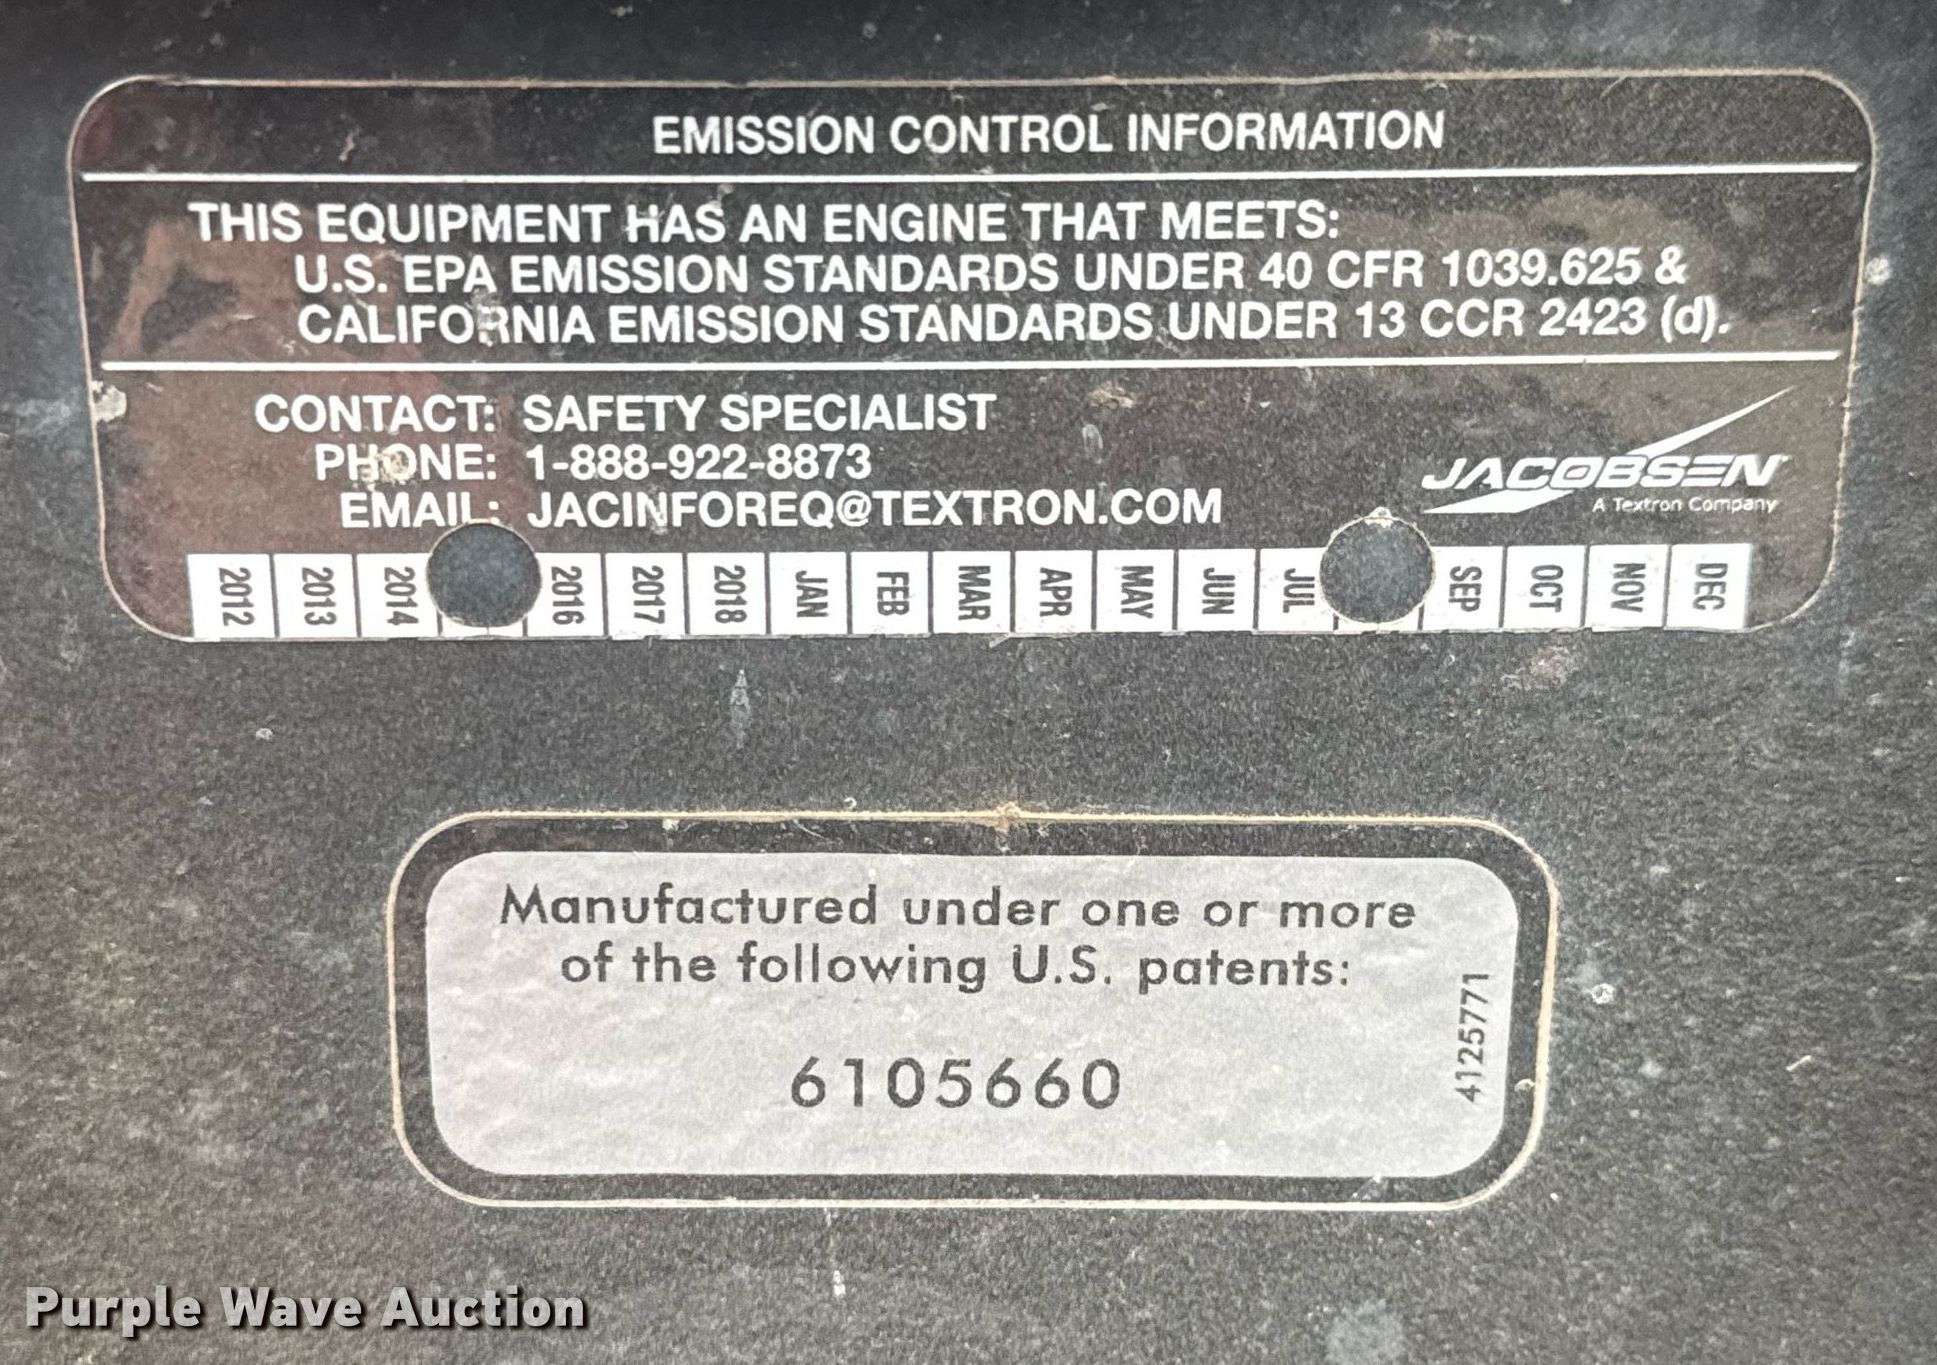 EMISSION CONTROL INFORMATION
THIS EQUIPMENT HAS AN ENGINE THAT MEETS:
U.S. EPA EMISSION STANDARDS UNDER 40 CFR 1039.625 &
CALIFORNIA EMISSION STANDARDS UNDER 13 CCR 2423 (d).
CONTACT: SAFETY SPECIALIST
PHONE: 1-888-922-8873
EMAIL: JACINFOREQ@TEXTRON.COM
JACOBSEN
A Textron Company
2012 2013 2014 2016 2017 2018 JAN FEB MAR APR MAY JUN JUL SEP OCT NOV DEC
Manufactured under one or more
of the following U.S. patents:
6105660
4125771
Purple Wave Auction